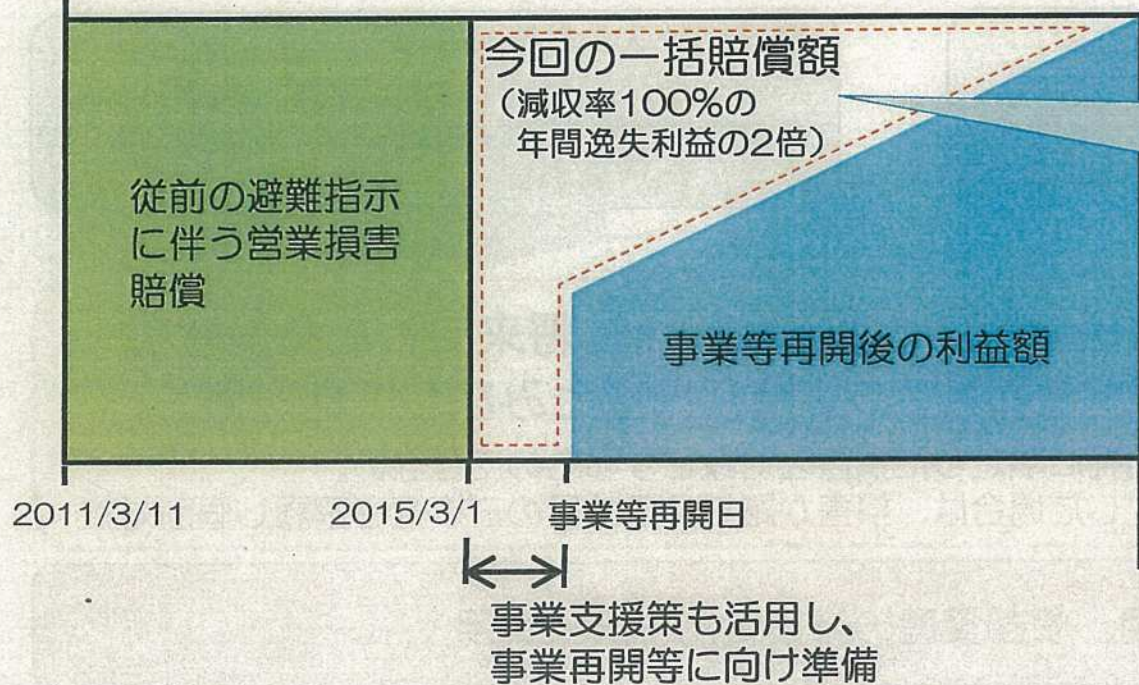 今回の一括賠償額
(減収率100%の
年間逸失利益の2倍)
従前の避難指示
に伴う営業損害
賠償
事業等再開後の利益額
2011/3/11
2015/3/1
事業等再開日
事業支援策も活用し、
事業再開等に向け準備